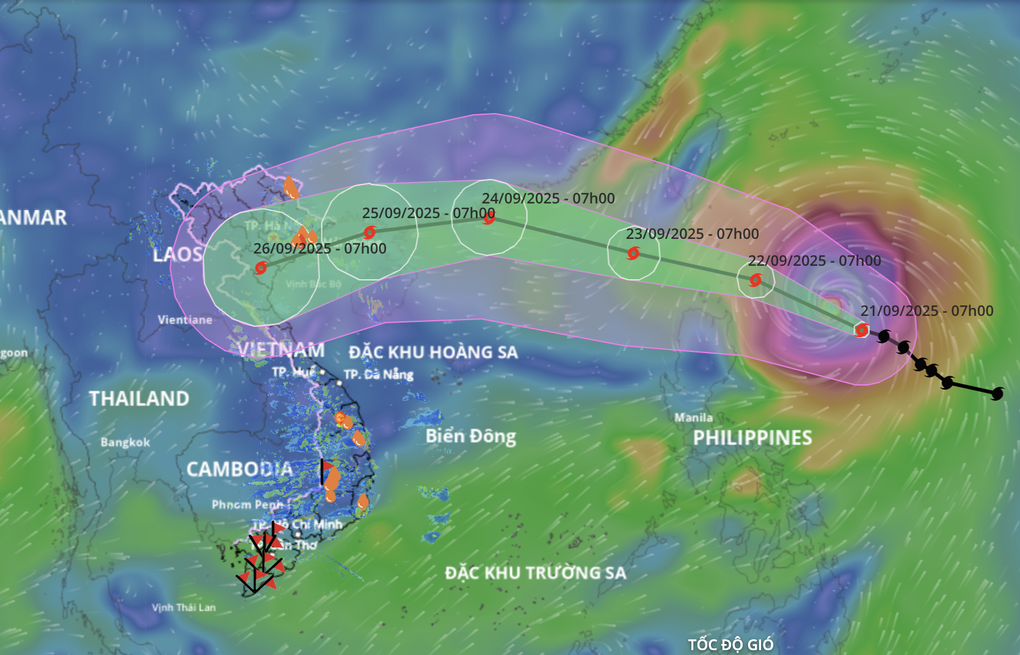 24/09/2025 - 07h00
25/09/2025 - 07h00
ANMAR
TP. Hà N
23/09/2025 - 07h00
26/09/2025 - 07h00
LAOS
22/09/2025 - 07h00
Vịnh Bắc Bộ
21/09/2025 - 07h00
Vientiane
VIETNAM
ĐẶC KHU HOÀNG SA
goon
TP. Huế
TP. Đà Nẵng
THAILAND
Manila
Bangkok
Biển Đông
PHILIPPINES
CAMBODIA
Phnom Penh
TP. Hồ Chí Minh
ần Thơ
ĐẶC KHU TRƯỜNG SA
Vịnh Thái Lan
TỐC ĐỘ GIÓ